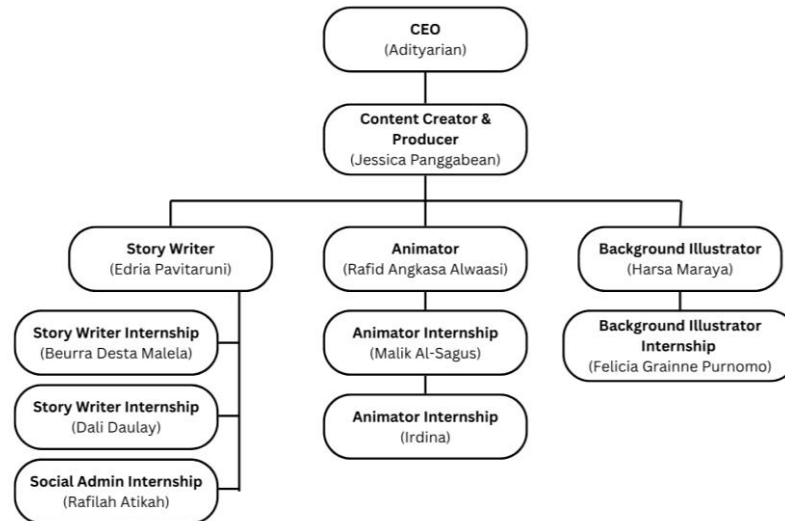 CEO
(Adityarian)
Content Creator &
Producer
(Jessica Panggabean)
Story Writer
(Edria Pavitaruni)
Animator
(Rafid Angkasa Alwaasi)
Background Illustrator
(Harsa Maraya)
Story Writer Internship
(Beurra Desta Malela)
Animator Internship
(Malik Al-Sagus)
Background Illustrator
Internship
(Felicia Grainne Purnomo)
Story Writer Internship
(Dali Daulay)
Animator Internship
(Irdina)
Social Admin Internship
(Rafilah Atikah)